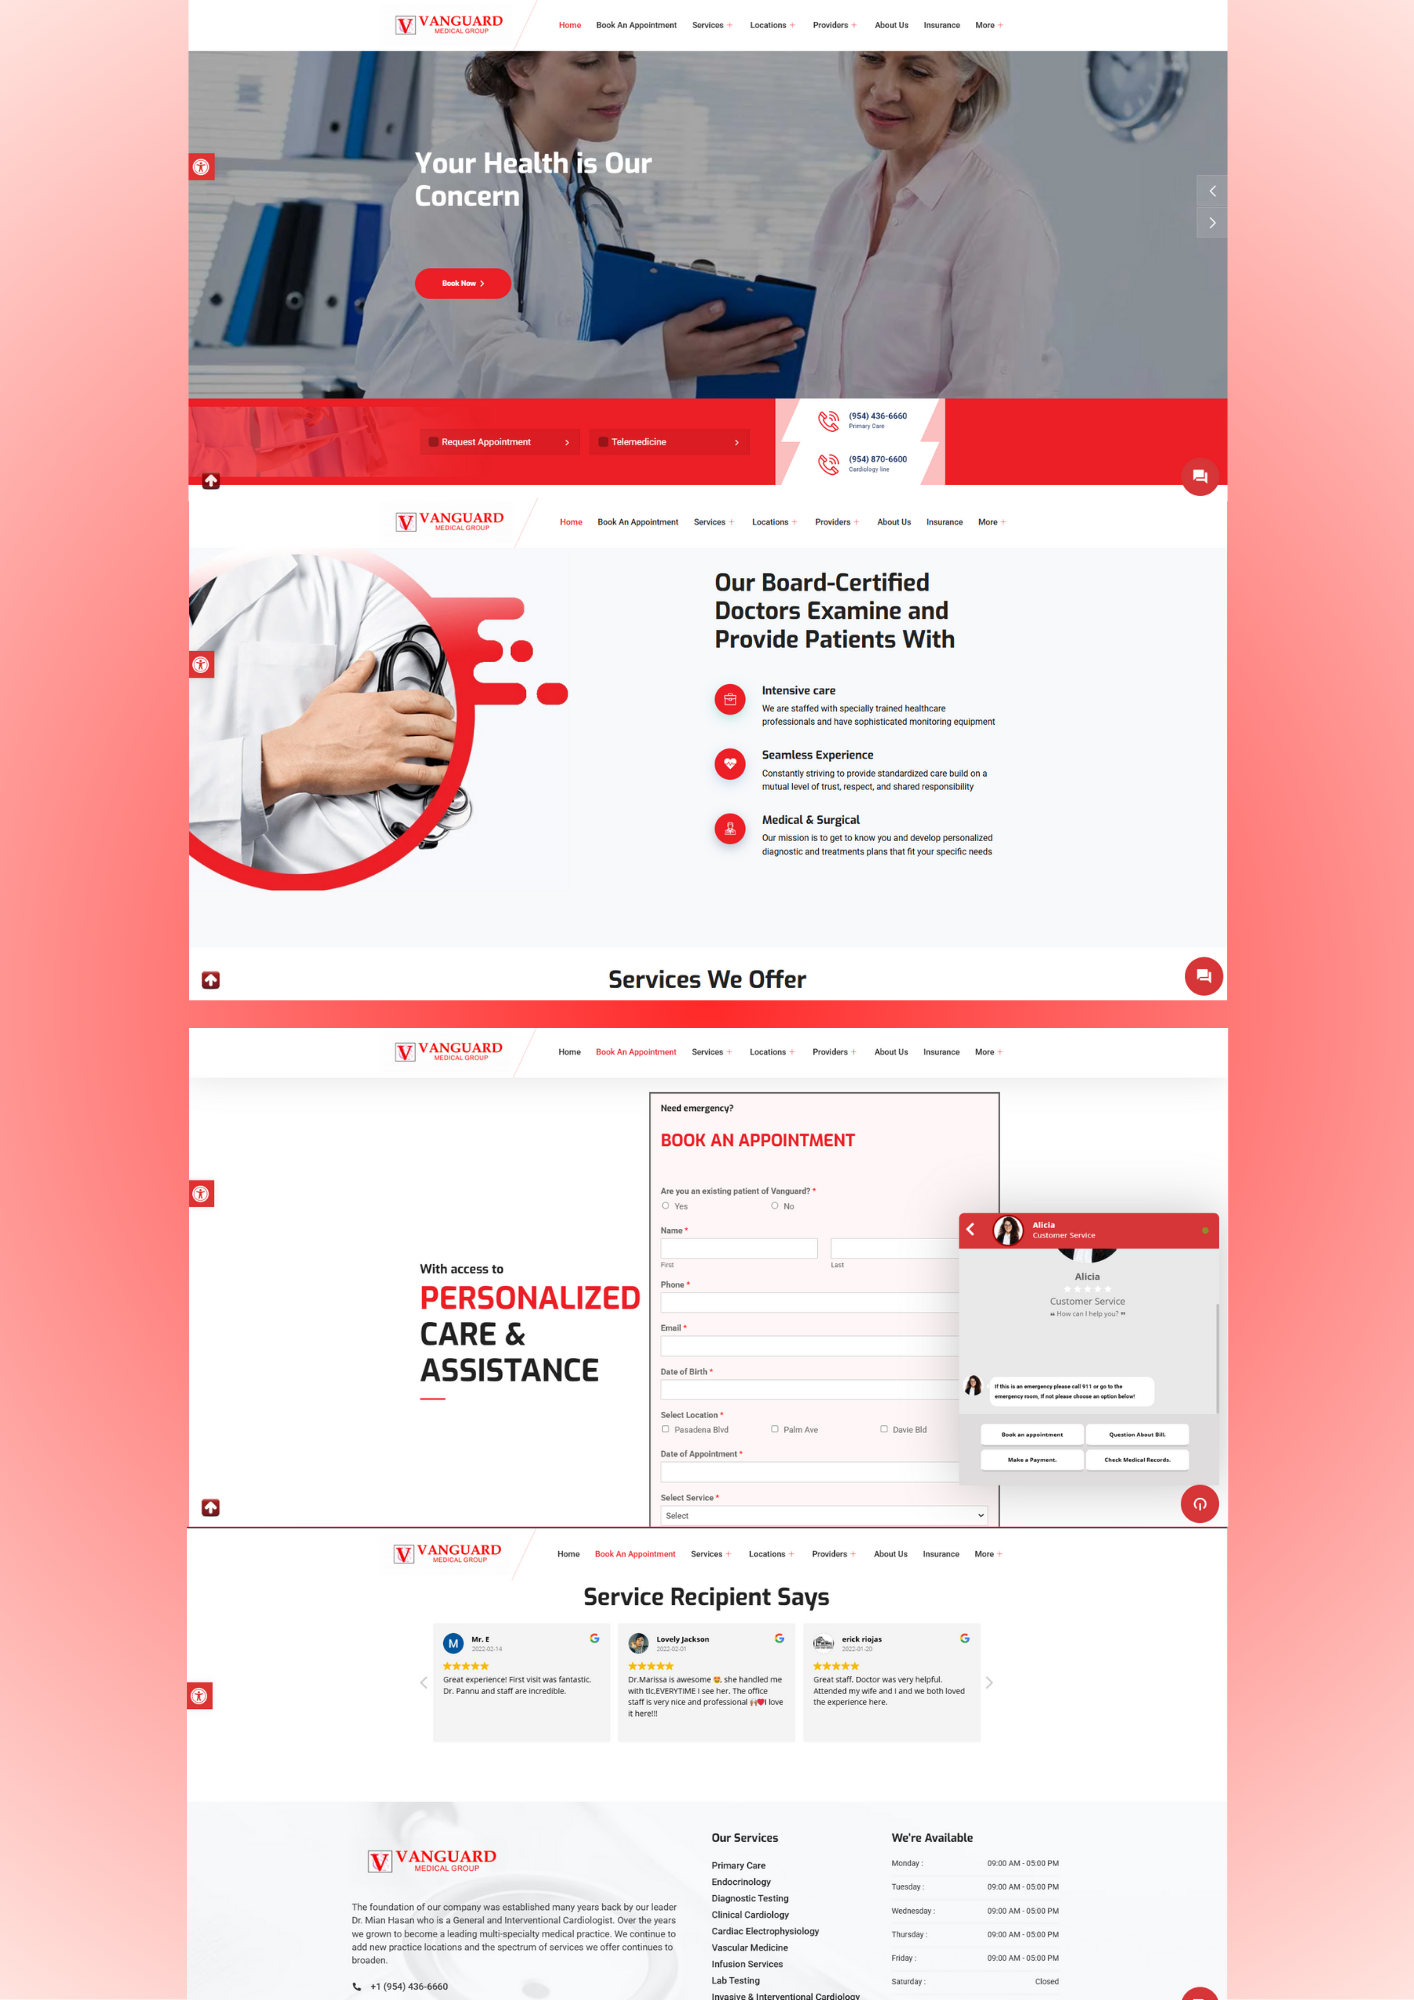 VANGUARD
MEDICAL GROUP
Home Book An Appointment Services + Locations + Providers + About Us Insurance More +
Your Health is Our
Concern
Book Now
Request Appointment
Telemedicine
(954) 436-6660
Primary Care
(954) 870-6600
Cardiology line
VANGUARD
MEDICAL GROUP
Home Book An Appointment Services + Locations + Providers + About Us Insurance More +
Our Board-Certified
Doctors Examine and
Provide Patients With
Intensive care
We are staffed with specially trained healthcare
professionals and have sophisticated monitoring equipment
Seamless Experience
Constantly striving to provide standardized care build on a
mutual level of trust, respect, and shared responsibility
Medical & Surgical
Our mission is to get to know you and develop personalized
diagnostic and treatments plans that fit your specific needs
Services We Offer
VANGUARD
MEDICAL GROUP
Home Book An Appointment Services + Locations + Providers + About Us Insurance More +
With access to
PERSONALIZED
CARE &
ASSISTANCE
Need emergency?
BOOK AN APPOINTMENT
Are you an existing patient of Vanguard? *
Yes No
Name *
First Last
Phone *
Email *
Date of Birth *
Select Location *
Pasadena Blvd Palm Ave Davie Bld
Date of Appointment *
Select Service *
Select
Alicia
Customer Service
Alicia
Customer Service
❝ How can I help you? ❞
If this is an emergency please call 911 or go to the
emergency room, if not please choose an option below!
Book an appointment Question About Bill.
Make a Payment. Check Medical Records.
VANGUARD
MEDICAL GROUP
Home Book An Appointment Services + Locations + Providers + About Us Insurance More +
Service Recipient Says
M
Mr. E
2022-02-14
Great experience! First visit was fantastic.
Dr. Pannu and staff are incredible.
Lovely Jackson
2022-02-01
Dr.Marissa is awesome 🤩, she handled me
with tlc,EVERYTIME I see her. The office
staff is very nice and professional 🙌🏽❤️I love
it here!!!
erick riojas
2022-01-20
Great staff. Doctor was very helpful.
Attended my wife and I and we both loved
the experience here.
VANGUARD
MEDICAL GROUP
The foundation of our company was established many years back by our leader
Dr. Mian Hasan who is a General and Interventional Cardiologist. Over the years
we grown to become a leading multi-specialty medical practice. We continue to
add new practice locations and the spectrum of services we offer continues to
broaden.
+1 (954) 436-6660
Our Services
Primary Care
Endocrinology
Diagnostic Testing
Clinical Cardiology
Cardiac Electrophysiology
Vascular Medicine
Infusion Services
Lab Testing
Invasive & Interventional Cardiology
We're Available
Monday : 09:00 AM - 05:00 PM
Tuesday : 09:00 AM - 05:00 PM
Wednesday : 09:00 AM - 05:00 PM
Thursday : 09:00 AM - 05:00 PM
Friday : 09:00 AM - 05:00 PM
Saturday : Closed